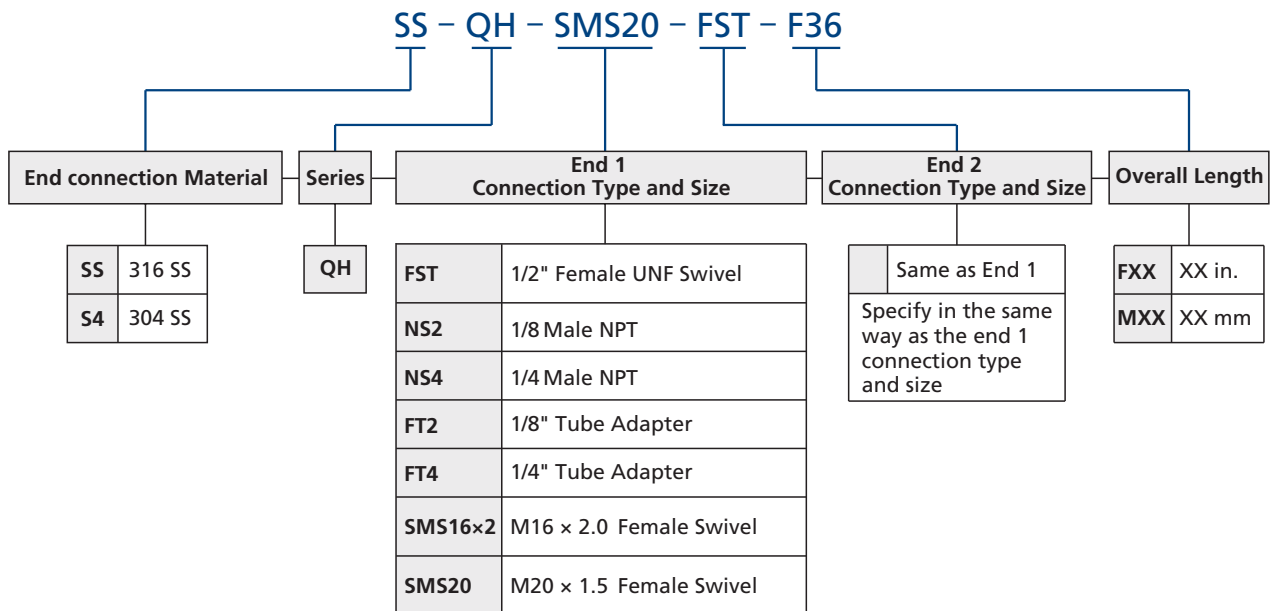 SS – QH – SMS20 – FST – F36
End connection Material
Series
End 1
Connection Type and Size
End 2
Connection Type and Size
Overall Length
SS 316 SS
S4 304 SS
QH
FST 1/2" Female UNF Swivel
NS2 1/8 Male NPT
NS4 1/4 Male NPT
FT2 1/8" Tube Adapter
FT4 1/4" Tube Adapter
SMS16×2 M16 × 2.0 Female Swivel
SMS20 M20 × 1.5 Female Swivel
Same as End 1
Specify in the same
way as the end 1
connection type
and size
FXX XX in.
MXX XX mm